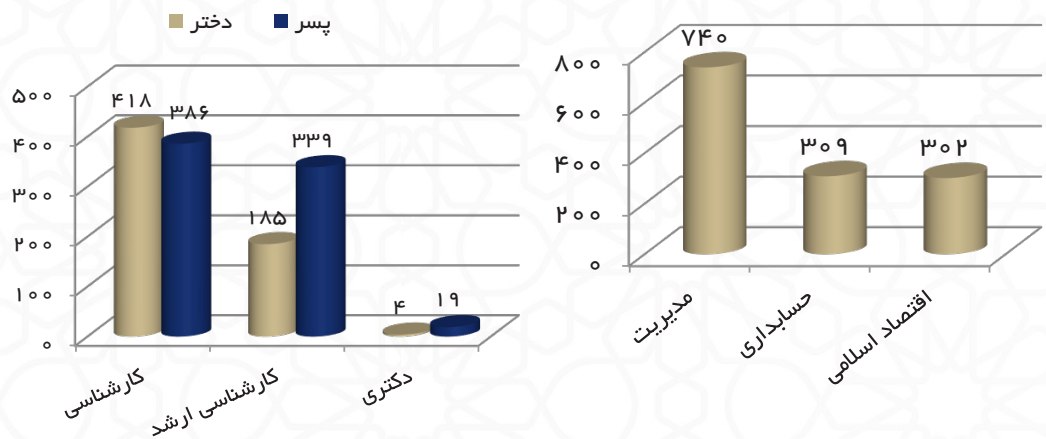 پسر
دختر
۵۰۰
۴۰۰
۳۰۰
۲۰۰
۱۰۰
۰
۴۱۸
۳۸۶
۱۸۵
۳۳۹
۴
۱۹
کارشناسی
کارشناسی ارشد
دکتری
۸۰۰
۶۰۰
۴۰۰
۲۰۰
۰
۷۴۰
۳۰۹
۳۰۲
مدیریت
حسابداری
اقتصاد اسلامی